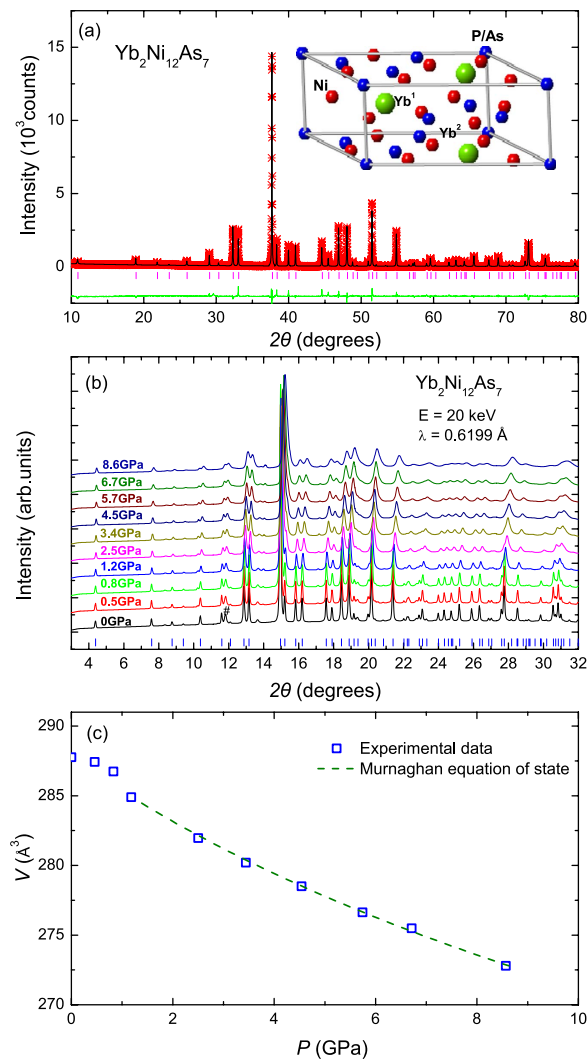 (a)
Yb₂Ni₁₂As₇
P/As
Ni
Yb¹
Yb²
Intensity (10³counts)
15
10
5
0
10 20 30 40 50 60 70 80
2θ (degrees)
(b)
Yb₂Ni₁₂As₇
E = 20 keV
λ = 0.6199 Å
Intensity (arb.units)
8.6GPa
6.7GPa
5.7GPa
4.5GPa
3.4GPa
2.5GPa
1.2GPa
0.8GPa
0.5GPa
0GPa
#
4 6 8 10 12 14 16 18 20 22 24 26 28 30 32
2θ (degrees)
(c)
Experimental data
Murnaghan equation of state
V (Å³)
290
285
280
275
270
0 2 4 6 8 10
P (GPa)